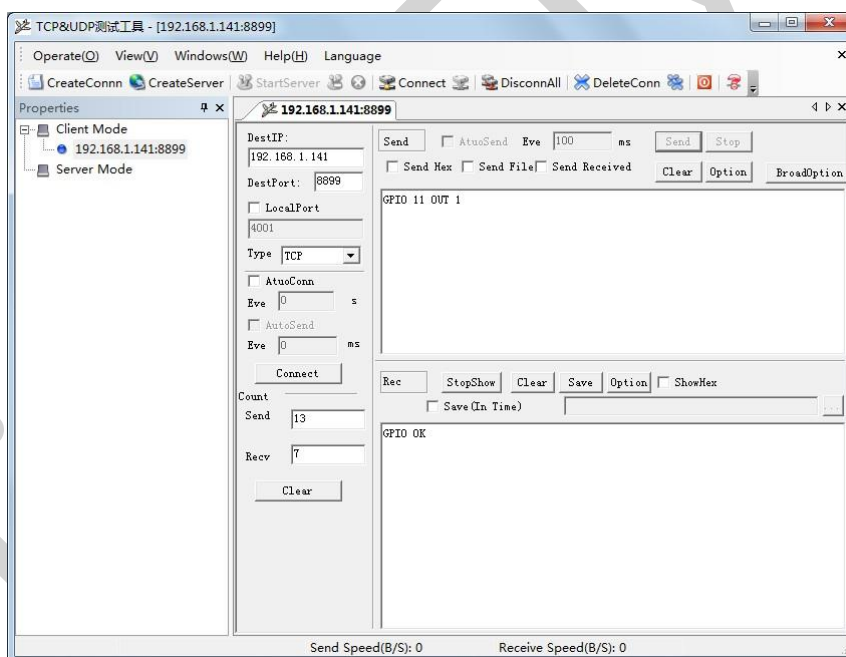 TCP&UDP测试工具 - [192.168.1.141:8899]
Operate(O) View(V) Windows(W) Help(H) Language
CreateConnn CreateServer StartServer Connect DisconnAll DeleteConn
Properties
Client Mode
192.168.1.141:8899
Server Mode
192.168.1.141:8899
DestIP:
192.168.1.141
DestPort: 8899
LocalPort
4001
Type TCP
AtuoConn
Eve 0 s
AutoSend
Eve 0 ms
Connect
Count
Send 13
Recv 7
Clear
Send AtuoSend Eve 100 ms Send Stop
Send Hex Send File Send Received Clear Option BroadOption
GPIO 11 OUT 1
Rec StopShow Clear Save Option ShowHex
Save(In Time) ...
GPIO OK
Send Speed(B/S): 0 Receive Speed(B/S): 0